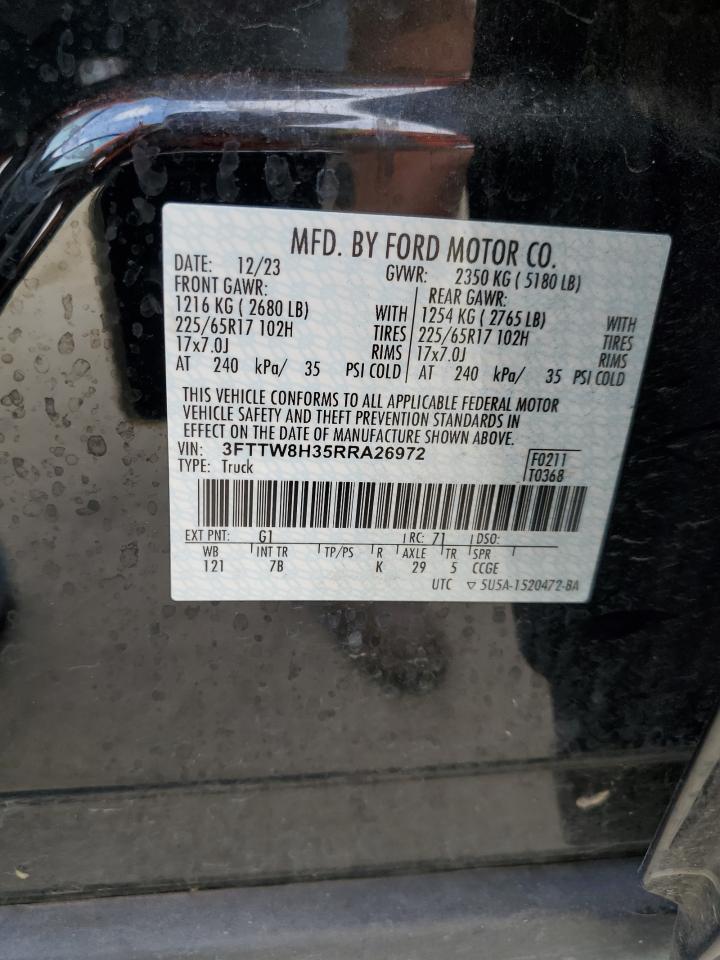 MFD. BY FORD MOTOR CO.
DATE: 12/23 GVWR: 2350 KG ( 5180 LB)
FRONT GAWR: REAR GAWR:
1216 KG ( 2680 LB) WITH 1254 KG ( 2765 LB) WITH
225/65R17 102H TIRES 225/65R17 102H TIRES
17x7.0J RIMS 17x7.0J RIMS
AT 240 kPa/ 35 PSI COLD AT 240 kPa/ 35 PSI COLD
THIS VEHICLE CONFORMS TO ALL APPLICABLE FEDERAL MOTOR
VEHICLE SAFETY AND THEFT PREVENTION STANDARDS IN
EFFECT ON THE DATE OF MANUFACTURE SHOWN ABOVE.
VIN: 3FTTW8H35RRA26972 F0211
TYPE: Truck T0368
EXT PNT: G1 RC: 71 DSO:
WB INT TR TP/PS R AXLE TR SPR
121 7B K 29 5 CCGE
UTC ▽ 5U5A-1520472-BA